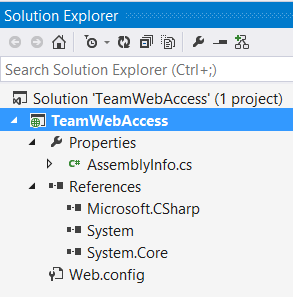 Solution Explorer
Search Solution Explorer (Ctrl+;)
Solution 'TeamWebAccess' (1 project)
TeamWebAccess
Properties
C# AssemblyInfo.cs
References
Microsoft.CSharp
System
System.Core
Web.config